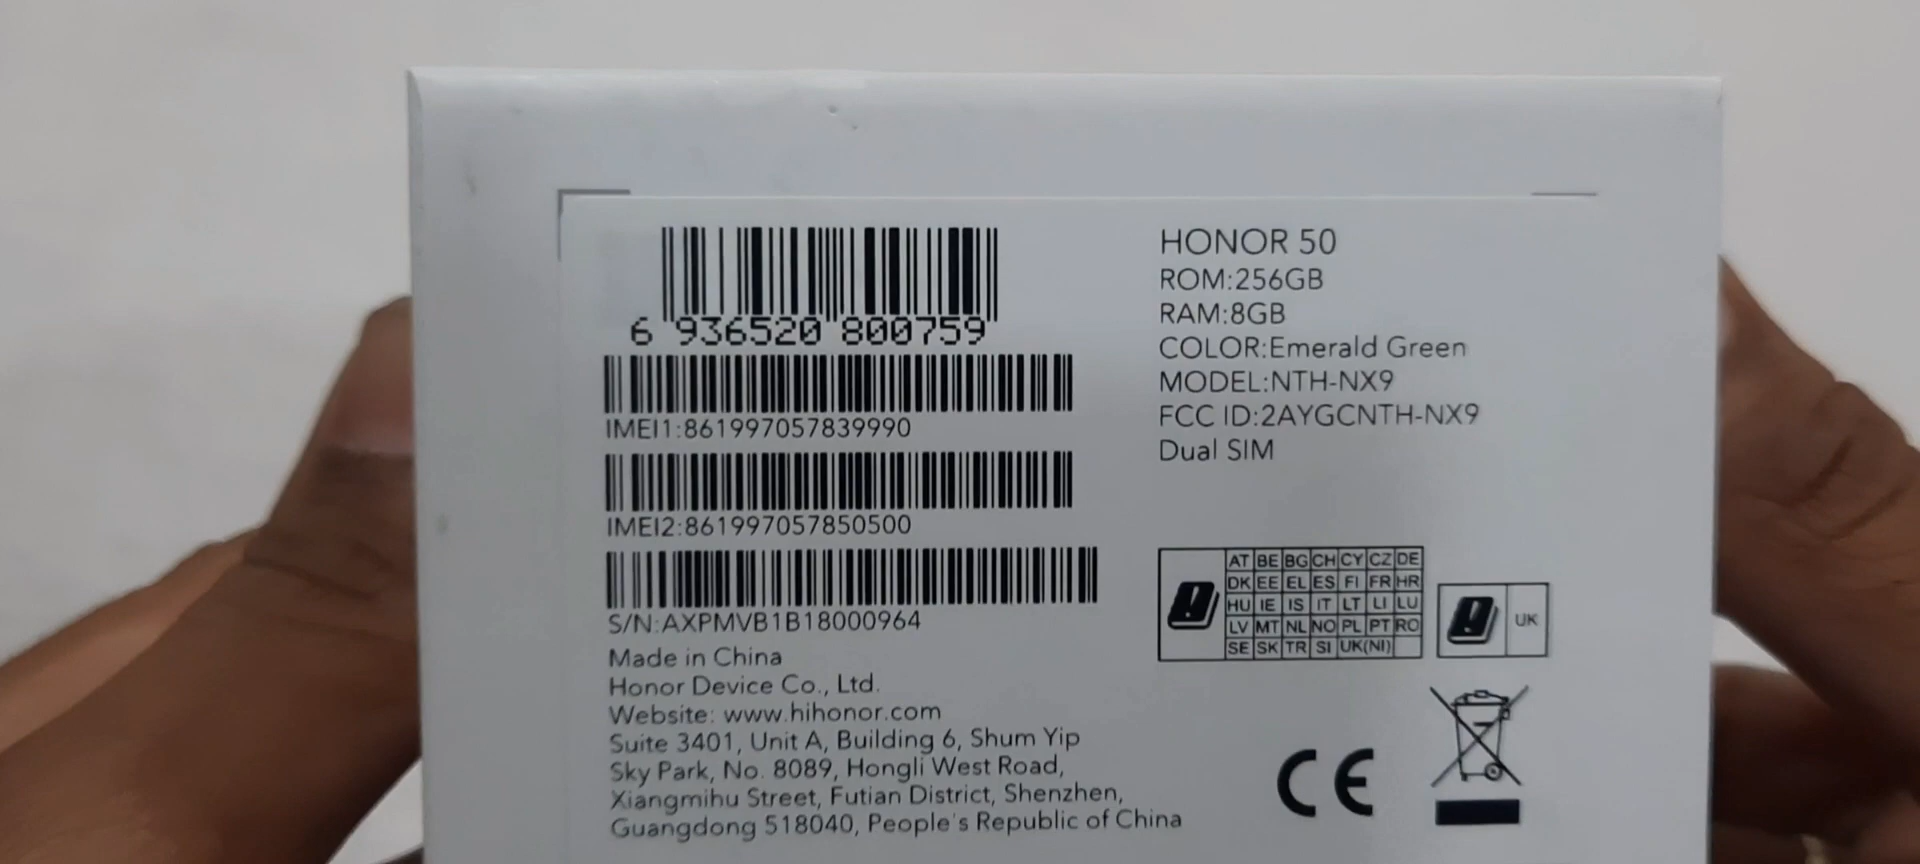 6 936520 800759
IMEI1:861997057839990
IMEI2:861997057850500
S/N:AXPMVB1B18000964
Made in China
Honor Device Co., Ltd.
Website: www.hihonor.com
Suite 3401, Unit A, Building 6, Shum Yip
Sky Park, No. 8089, Hongli West Road,
Xiangmihu Street, Futian District, Shenzhen,
Guangdong 518040, People's Republic of China
HONOR 50
ROM:256GB
RAM:8GB
COLOR:Emerald Green
MODEL:NTH-NX9
FCC ID:2AYGCNTH-NX9
Dual SIM
AT BE BG CH CY CZ DE
DK EE EL ES FI FR HR
HU IE IS IT LT LI LU
LV MT NL NO PL PT RO
SE SK TR SI UK(NI)
UK
CE